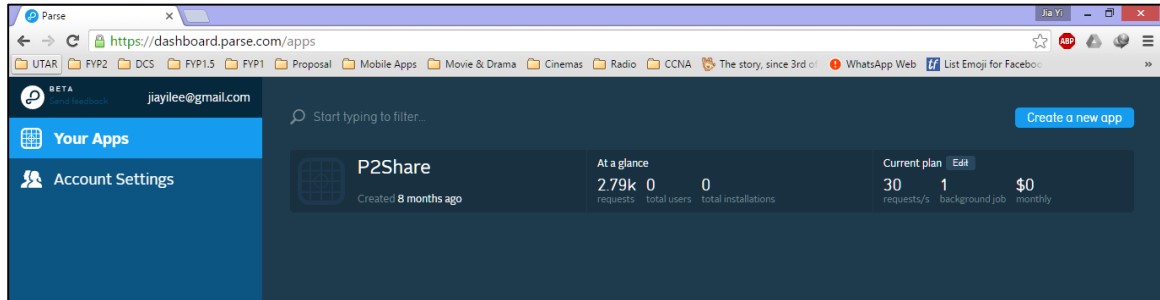 Parse
Jia Yi
https://dashboard.parse.com/apps
ABP
UTAR FYP2 DCS FYP1.5 FYP1 Proposal Mobile Apps Movie & Drama Cinemas Radio CCNA The story, since 3rd of WhatsApp Web List Emoji for Faceboo »
BETA
Send feedback
jiayilee@gmail.com
Your Apps
Account Settings
Start typing to filter...
Create a new app
P2Share
Created 8 months ago
At a glance
2.79k 0 0
requests total users total installations
Current plan Edit
30 1 $0
requests/s background job monthly